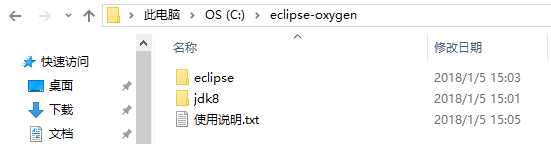 此电脑 > OS (C:) > eclipse-oxygen
名称 修改日期
快速访问
eclipse 2018/1/5 15:03
桌面
jdk8 2018/1/5 15:01
下载
使用说明.txt 2018/1/5 15:05
文档